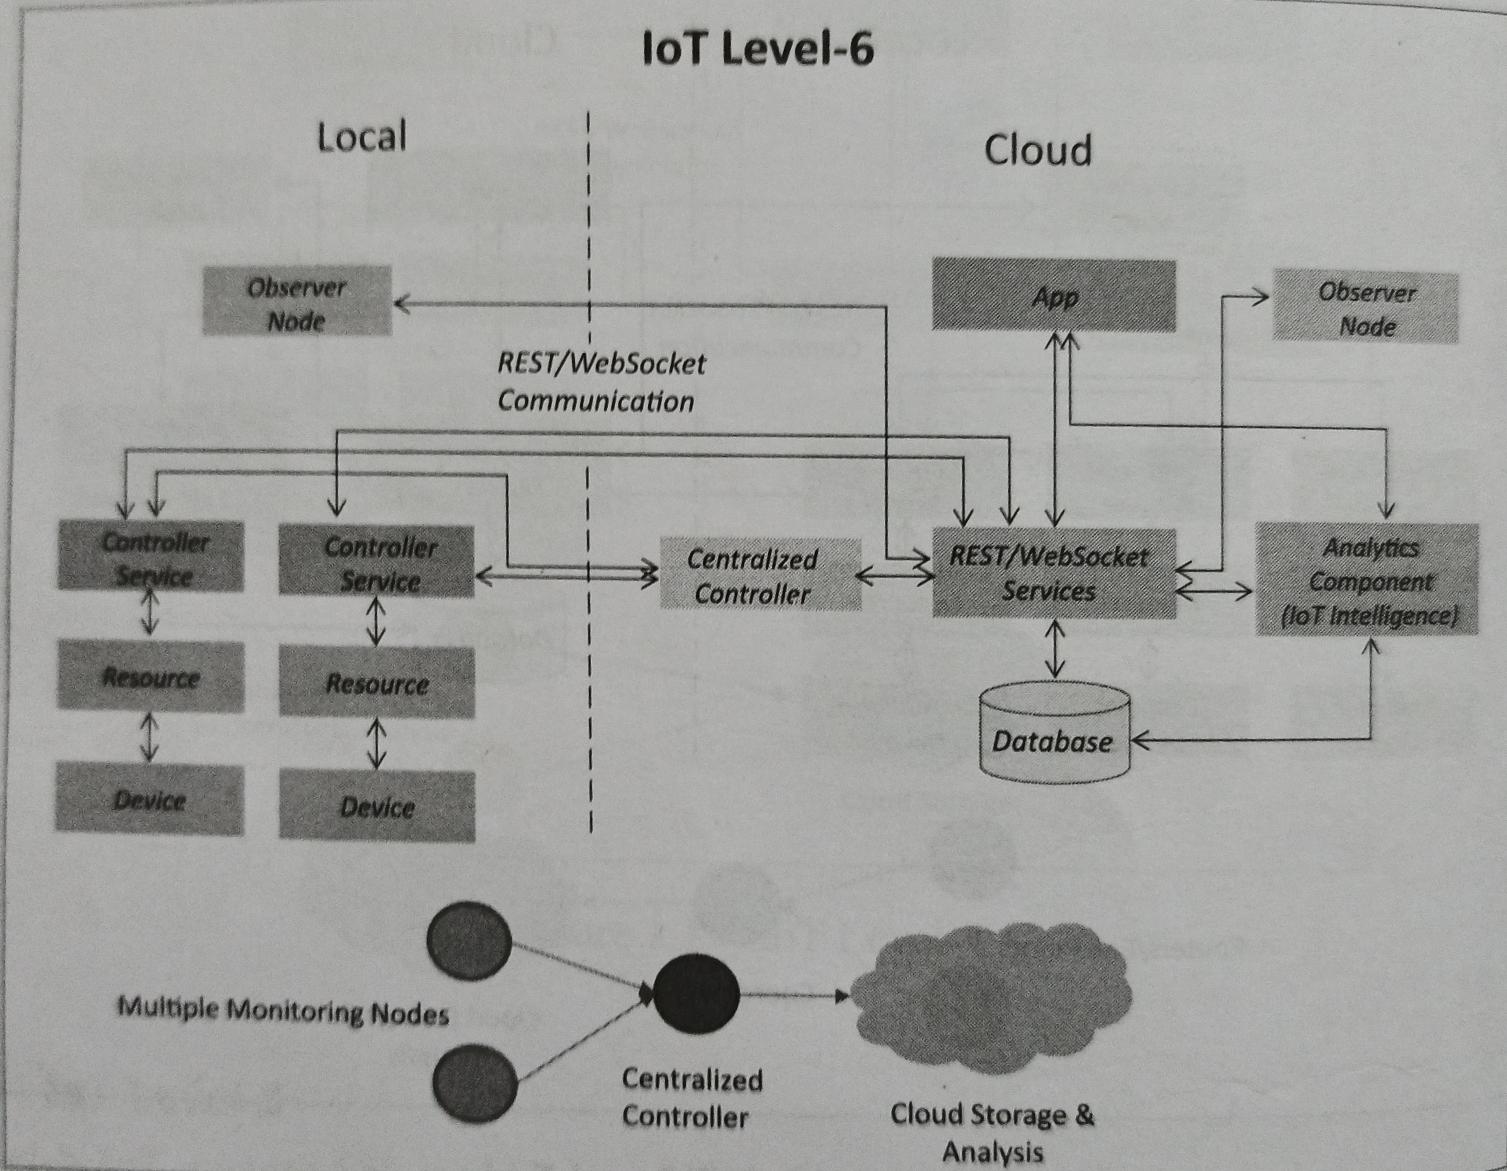 IoT Level-6
Local
Cloud
Observer
Node
App
Observer
Node
REST/WebSocket
Communication
Controller
Service
Controller
Service
Centralized
Controller
REST/WebSocket
Services
Analytics
Component
(IoT Intelligence)
Resource
Resource
Database
Device
Device
Multiple Monitoring Nodes
Centralized
Controller
Cloud Storage &
Analysis